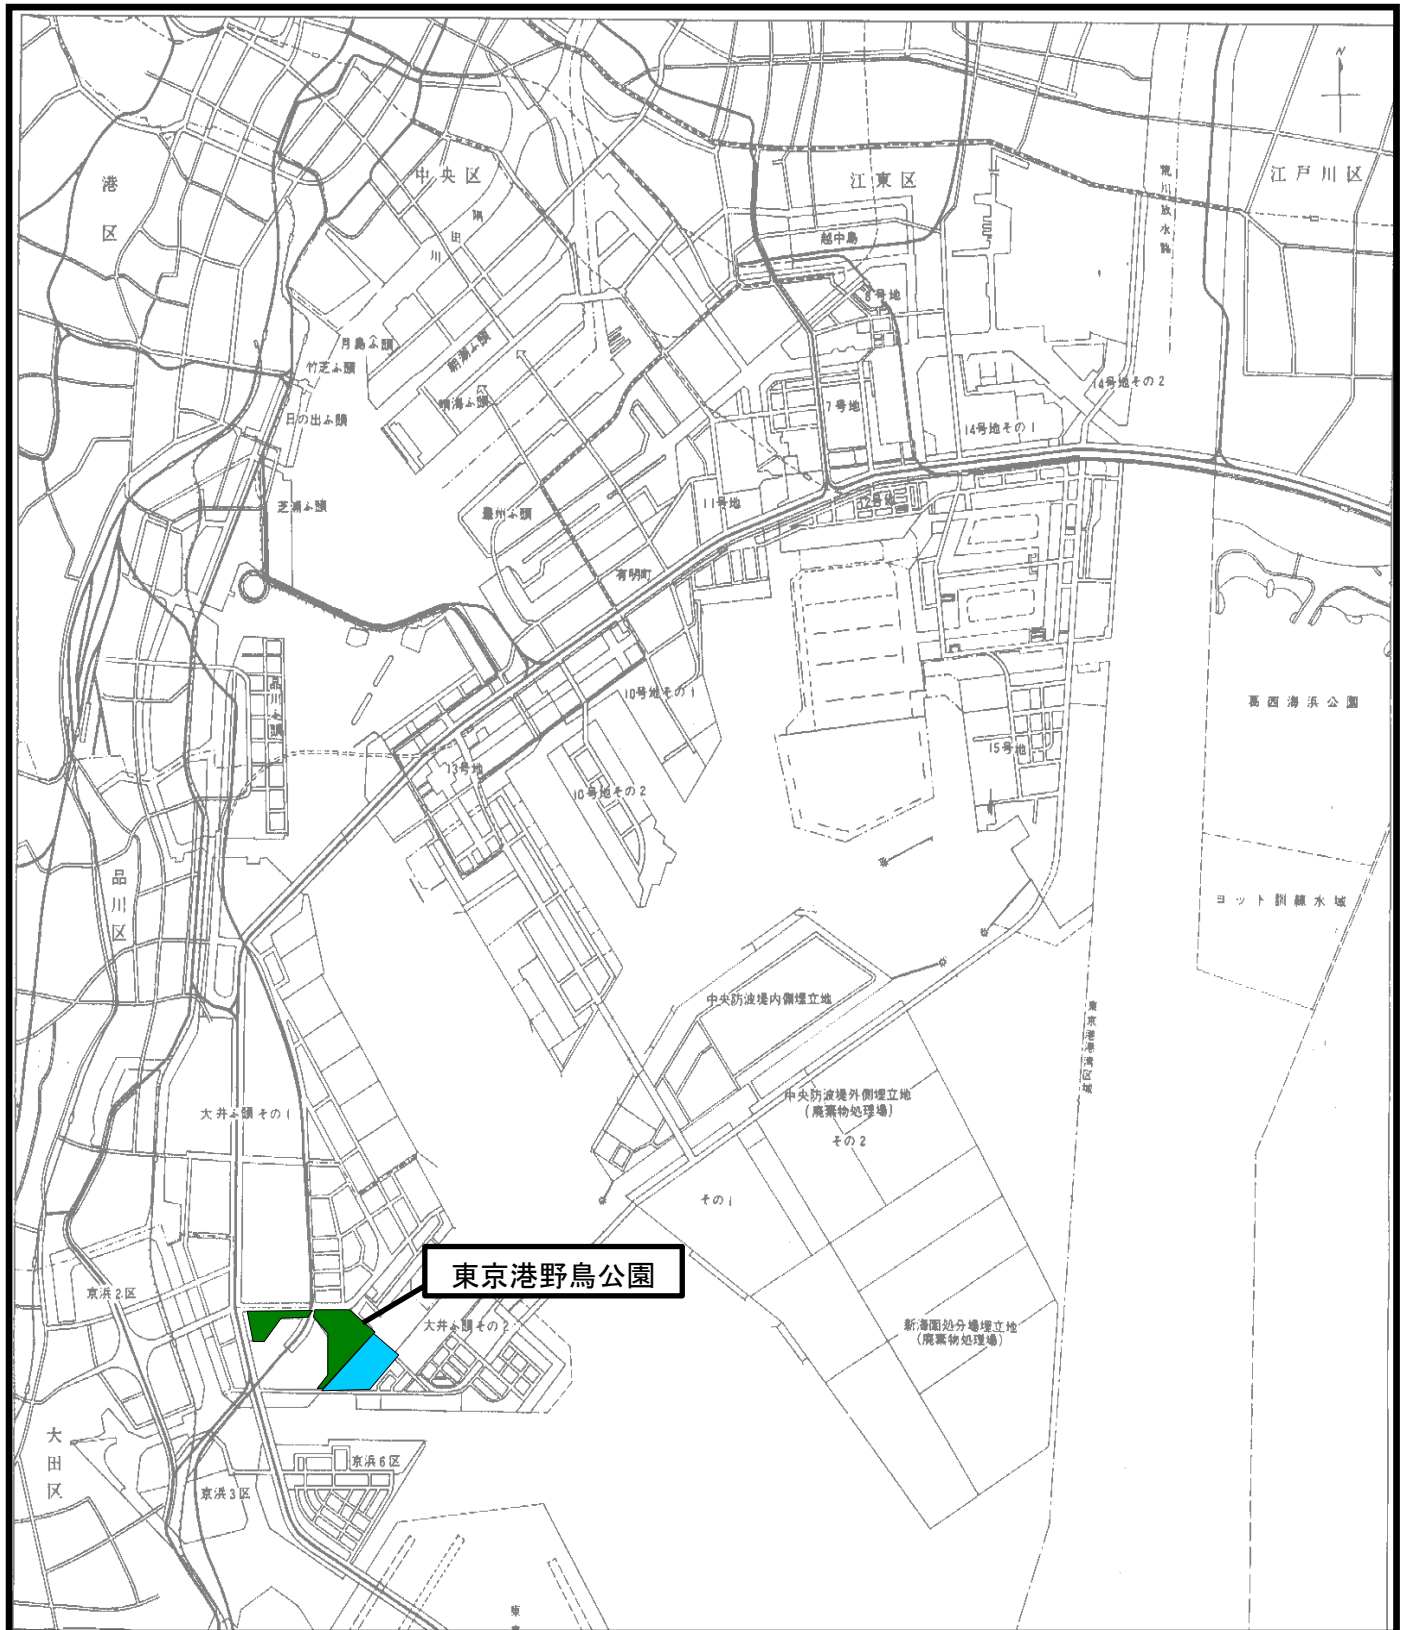 N
港区
中央区
隅田川
江東区
荒川放水路
江戸川区
越中島
8号地
月島ふ頭
竹芝ふ頭
朝潮ふ頭
晴海ふ頭
日の出ふ頭
7号地
14号地その2
14号地その1
芝浦ふ頭
豊州ふ頭
11号地
12号地
有明町
品川ふ頭
10号地その1
葛西海浜公園
15号地
13号地
10号地その2
品川区
ヨット訓練水域
中央防波堤内側埋立地
東京港港湾区域
中央防波堤外側埋立地
(廃棄物処理場)
その2
大井ふ頭その1
その1
東京港野鳥公園
京浜2区
大井ふ頭その2
新海面処分場埋立地
(廃棄物処理場)
大田区
京浜6区
京浜3区
東